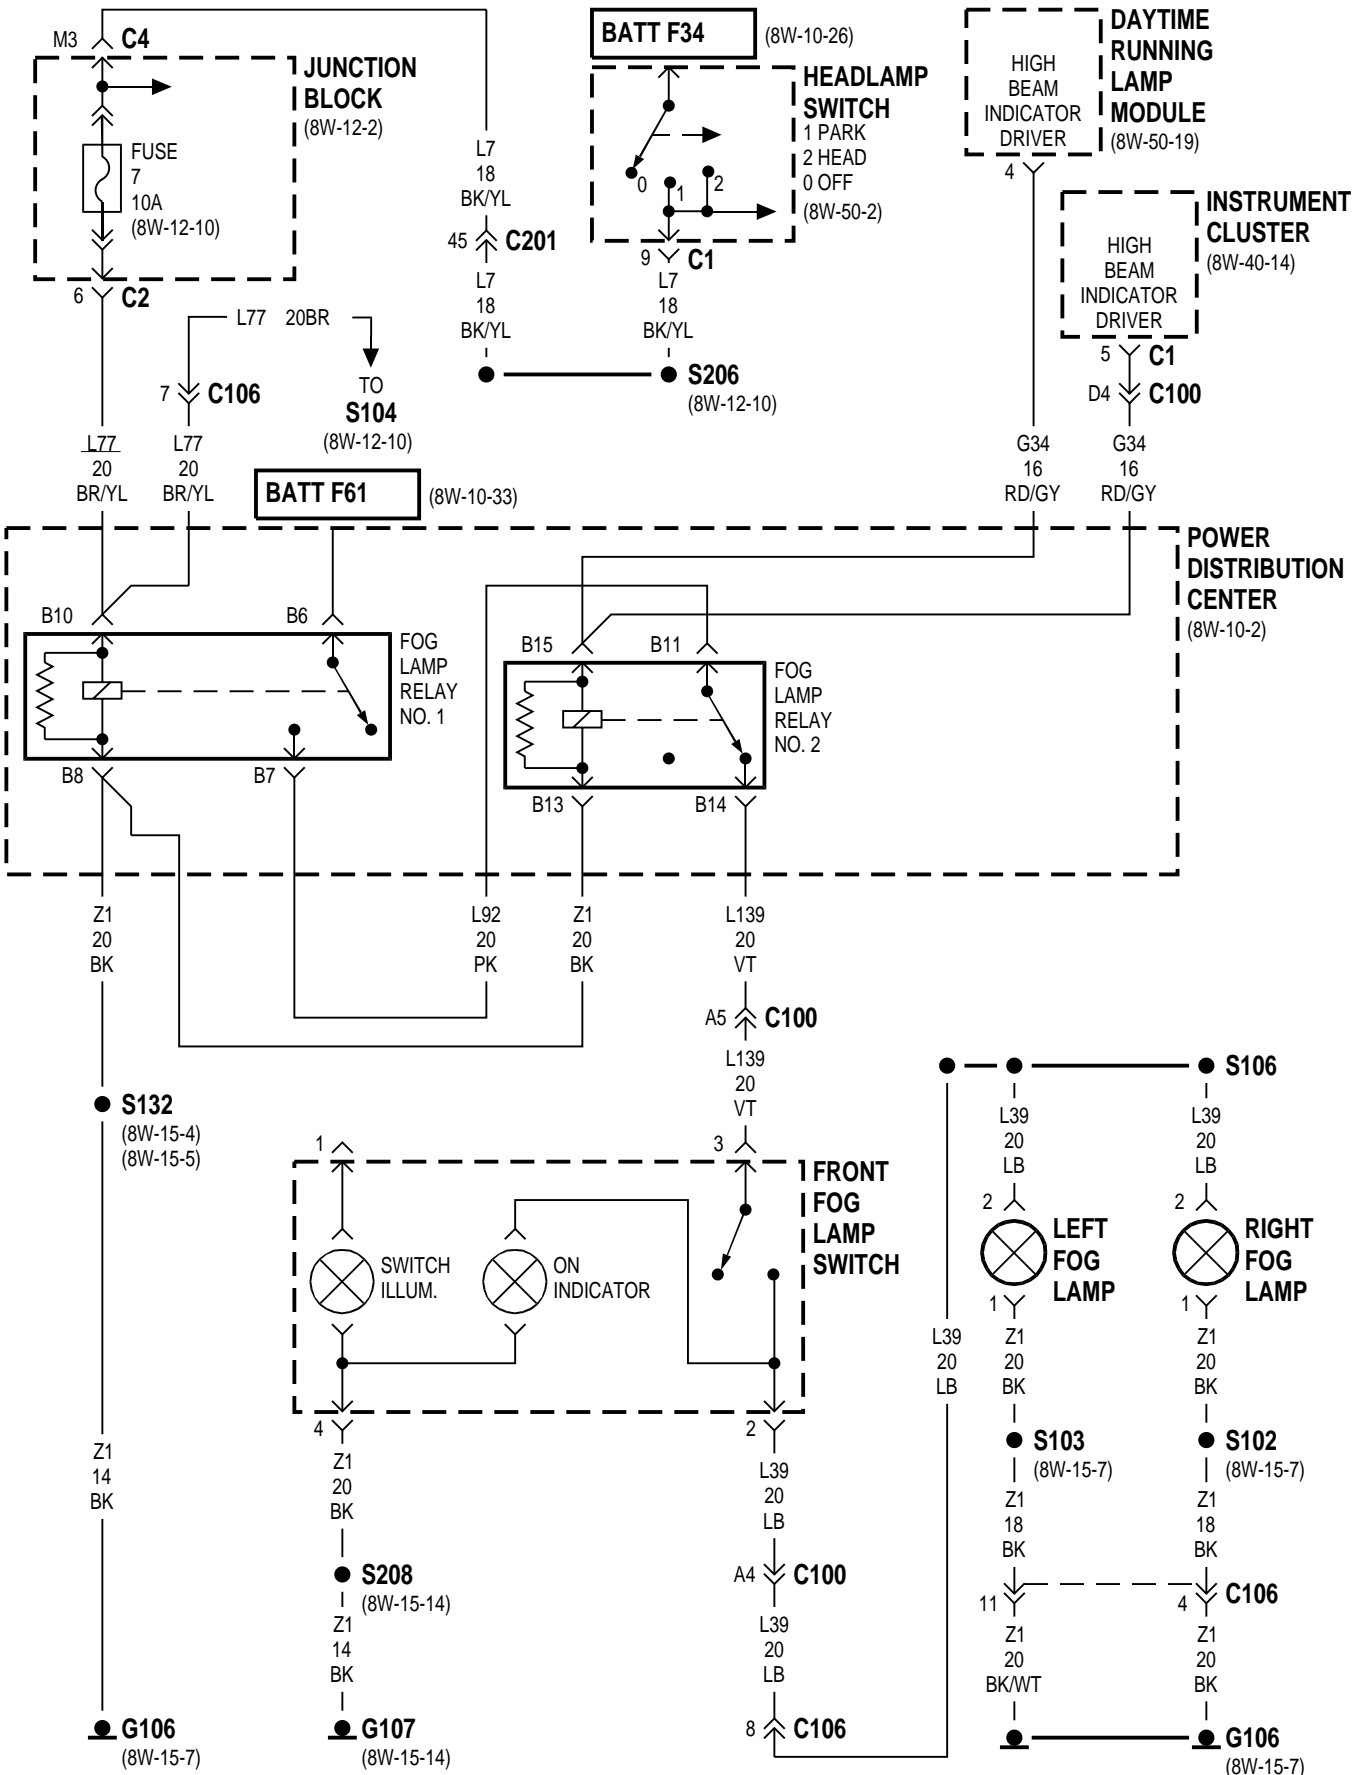 M3 C4
JUNCTION
BLOCK
(8W-12-2)
FUSE
7
10A
(8W-12-10)
6 C2
L7
18
BK/YL
45 C201
L7
18
BK/YL
BATT F34 (8W-10-26)
HEADLAMP
SWITCH
1 PARK
2 HEAD
0 OFF
(8W-50-2)
0 1 2
9 C1
L7
18
BK/YL
S206
(8W-12-10)
HIGH
BEAM
INDICATOR
DRIVER
DAYTIME
RUNNING
LAMP
MODULE
(8W-50-19)
4
HIGH
BEAM
INDICATOR
DRIVER
INSTRUMENT
CLUSTER
(8W-40-14)
5 C1
D4 C100
L77 20BR
7 C106
TO
S104
(8W-12-10)
L77
20
BR/YL
L77
20
BR/YL
BATT F61 (8W-10-33)
G34
16
RD/GY
G34
16
RD/GY
POWER
DISTRIBUTION
CENTER
(8W-10-2)
B10 B6
FOG
LAMP
RELAY
NO. 1
B8 B7
B15 B11
FOG
LAMP
RELAY
NO. 2
B13 B14
Z1
20
BK
L92
20
PK
Z1
20
BK
L139
20
VT
A5 C100
L139
20
VT
S132
(8W-15-4)
(8W-15-5)
1 3
FRONT
FOG
LAMP
SWITCH
SWITCH
ILLUM.
ON
INDICATOR
4 2
S106
L39
20
LB
L39
20
LB
2 2
LEFT
FOG
LAMP
RIGHT
FOG
LAMP
1 1
L39
20
LB
Z1
20
BK
Z1
20
BK
S103
(8W-15-7)
S102
(8W-15-7)
Z1
14
BK
Z1
20
BK
L39
20
LB
Z1
18
BK
Z1
18
BK
S208
(8W-15-14)
A4 C100
11 4 C106
Z1
14
BK
L39
20
LB
Z1
20
BK/WT
Z1
20
BK
G106
(8W-15-7)
G107
(8W-15-14)
8 C106
G106
(8W-15-7)